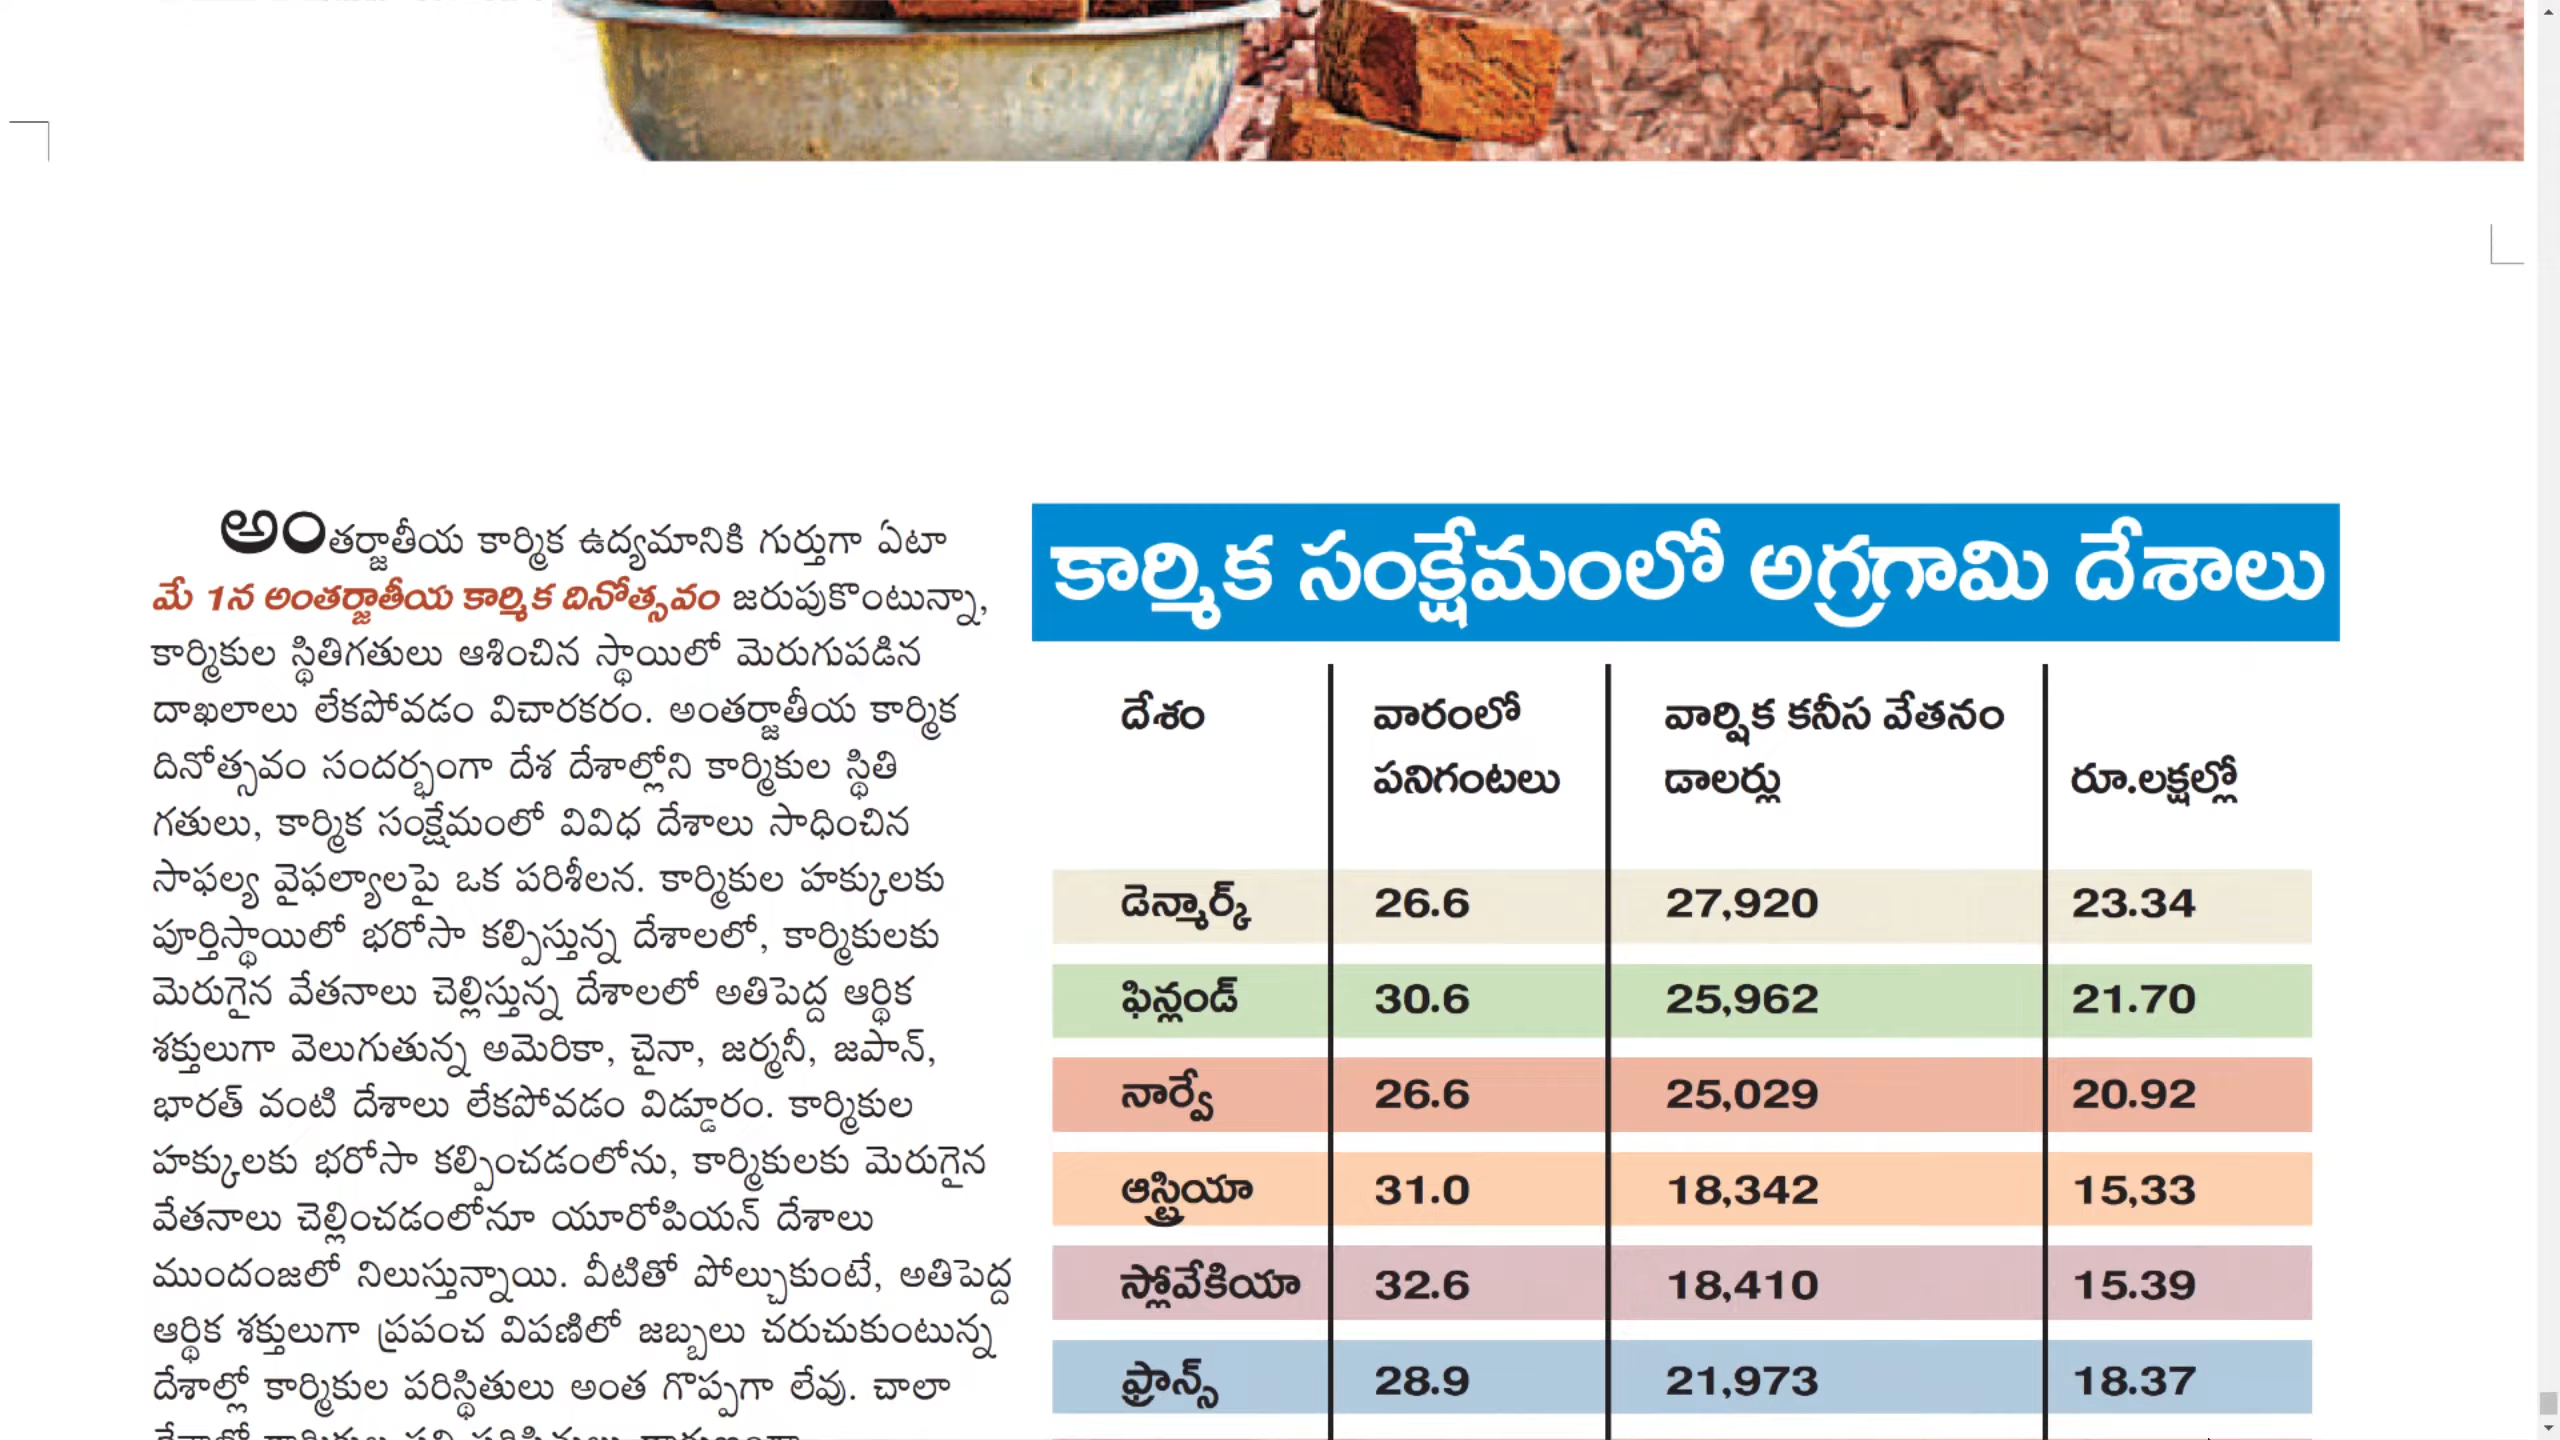 అంతర్జాతీయ కార్మిక ఉద్యమానికి గుర్తుగా ఏటా
మే 1న అంతర్జాతీయ కార్మిక దినోత్సవం జరుపుకొంటున్నా,
కార్మికుల స్థితిగతులు ఆశించిన స్థాయిలో మెరుగుపడిన
దాఖలాలు లేకపోవడం విచారకరం. అంతర్జాతీయ కార్మిక
దినోత్సవం సందర్భంగా దేశ దేశాల్లోని కార్మికుల స్థితి
గతులు, కార్మిక సంక్షేమంలో వివిధ దేశాలు సాధించిన
సాఫల్య వైఫల్యాలపై ఒక పరిశీలన. కార్మికుల హక్కులకు
పూర్తిస్థాయిలో భరోసా కల్పిస్తున్న దేశాలలో, కార్మికులకు
మెరుగైన వేతనాలు చెల్లిస్తున్న దేశాలలో అతిపెద్ద ఆర్థిక
శక్తులుగా వెలుగుతున్న అమెరికా, చైనా, జర్మనీ, జపాన్,
భారత్ వంటి దేశాలు లేకపోవడం విడ్డూరం. కార్మికుల
హక్కులకు భరోసా కల్పించడంలోను, కార్మికులకు మెరుగైన
వేతనాలు చెల్లించడంలోనూ యూరోపియన్ దేశాలు
ముందంజలో నిలుస్తున్నాయి. వీటితో పోల్చుకుంటే, అతిపెద్ద
ఆర్థిక శక్తులుగా ప్రపంచ విపణిలో జబ్బలు చరుచుకుంటున్న
దేశాల్లో కార్మికుల పరిస్థితులు అంత గొప్పగా లేవు. చాలా
కార్మిక సంక్షేమంలో అగ్రగామి దేశాలు
దేశం వారంలో పనిగంటలు వార్షిక కనీస వేతనం డాలర్లు రూ.లక్షల్లో
డెన్మార్క్ 26.6 27,920 23.34
ఫిన్లండ్ 30.6 25,962 21.70
నార్వే 26.6 25,029 20.92
ఆస్ట్రియా 31.0 18,342 15,33
స్లోవేకియా 32.6 18,410 15.39
ఫ్రాన్స్ 28.9 21,973 18.37